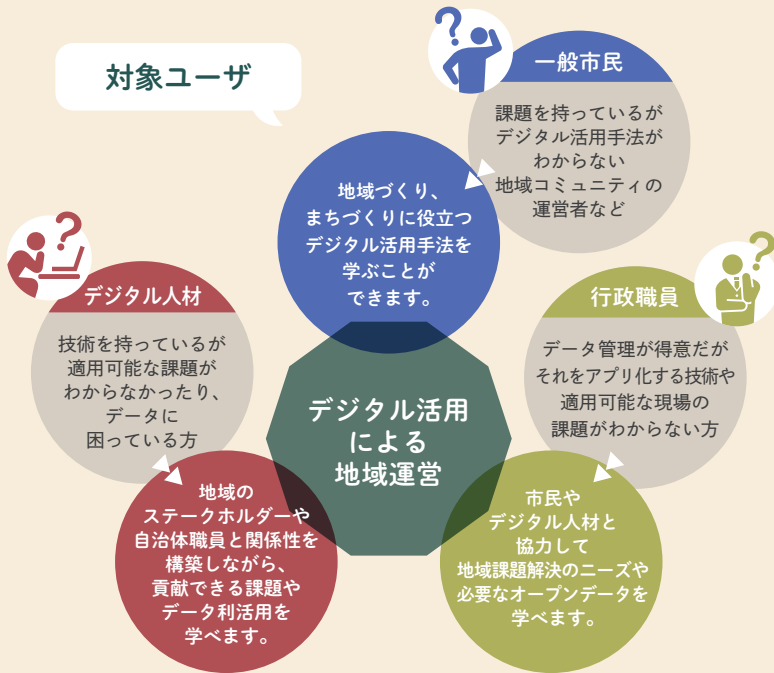 対象ユーザ
一般市民
課題を持っているが
デジタル活用手法が
わからない
地域コミュニティの
運営者など
地域づくり、
まちづくりに役立つ
デジタル活用手法を
学ぶことが
できます。
デジタル人材
技術を持っているが
適用可能な課題が
わからなかったり、
データに
困っている方
地域の
ステークホルダーや
自治体職員と関係性を
構築しながら、
貢献できる課題や
データ利活用を
学べます。
行政職員
データ管理が得意だが
それをアプリ化する技術や
適用可能な現場の
課題がわからない方
市民や
デジタル人材と
協力して
地域課題解決のニーズや
必要なオープンデータを
学べます。
デジタル活用
による
地域運営